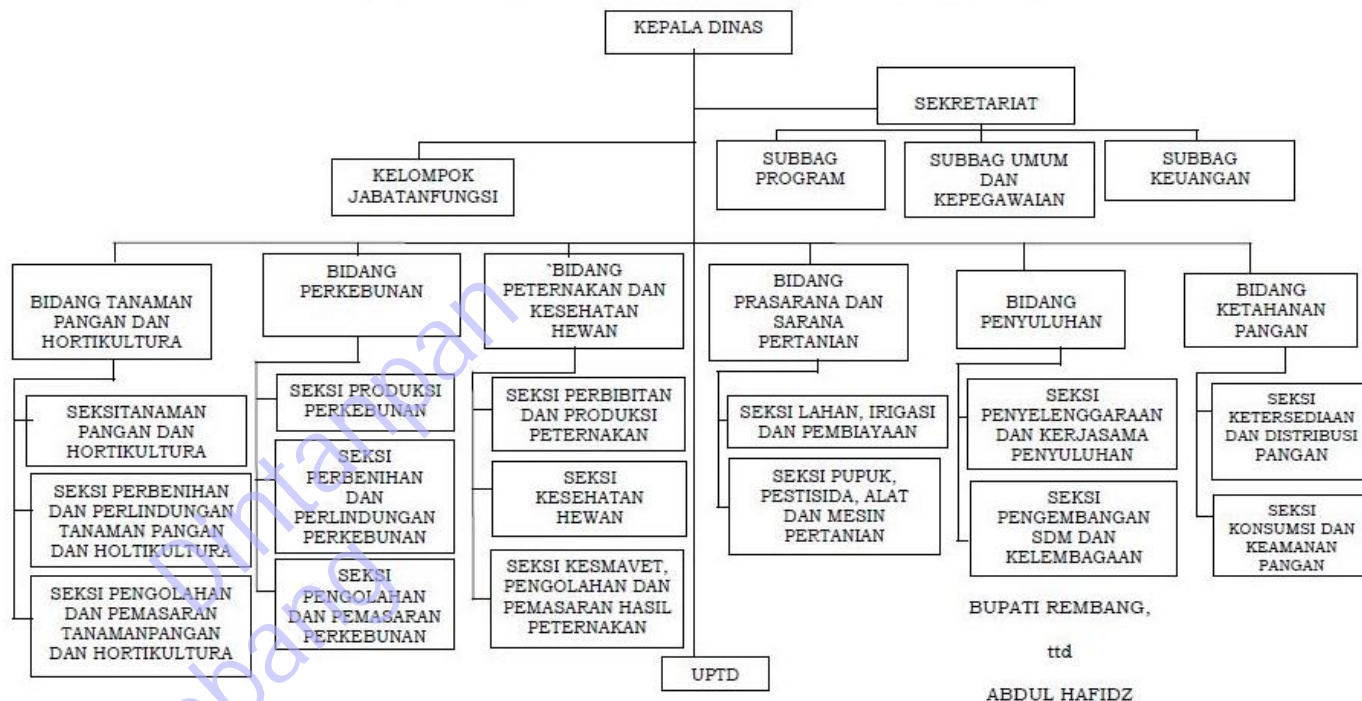 KEPALA DINAS
SEKRETARIAT
SUBBAG
PROGRAM
SUBBAG UMUM
DAN
KEPEGAWAIAN
SUBBAG
KEUANGAN
KELOMPOK
JABATANFUNGSI
BIDANG TANAMAN
PANGAN DAN
HORTIKULTURA
SEKSITANAMAN
PANGAN DAN
HORTIKULTURA
SEKSI PERBENIHAN
DAN PERLINDUNGAN
TANAMAN PANGAN
DAN HOLTIKULTURA
SEKSI PENGOLAHAN
DAN PEMASARAN
TANAMANPANGAN
DAN HORTIKULTURA
BIDANG
PERKEBUNAN
SEKSI PRODUKSI
PERKEBUNAN
SEKSI
PERBENIHAN
DAN
PERLINDUNGAN
PERKEBUNAN
SEKSI
PENGOLAHAN
DAN PEMASARAN
PERKEBUNAN
`BIDANG
PETERNAKAN DAN
KESEHATAN
HEWAN
SEKSI PERBIBITAN
DAN PRODUKSI
PETERNAKAN
SEKSI
KESEHATAN
HEWAN
SEKSI KESMAVET,
PENGOLAHAN DAN
PEMASARAN HASIL
PETERNAKAN
BIDANG
PRASARANA DAN
SARANA
PERTANIAN
SEKSI LAHAN, IRIGASI
DAN PEMBIAYAAN
SEKSI PUPUK,
PESTISIDA, ALAT
DAN MESIN
PERTANIAN
BIDANG
PENYULUHAN
SEKSI
PENYELENGGARAAN
DAN KERJASAMA
PENYULUHAN
SEKSI
PENGEMBANGAN
SDM DAN
KELEMBAGAAN
BIDANG
KETAHANAN
PANGAN
SEKSI
KETERSEDIAAN
DAN DISTRIBUSI
PANGAN
SEKSI
KONSUMSI DAN
KEAMANAN
PANGAN
UPTD
BUPATI REMBANG,
ttd
ABDUL HAFIDZ
Dintanpan